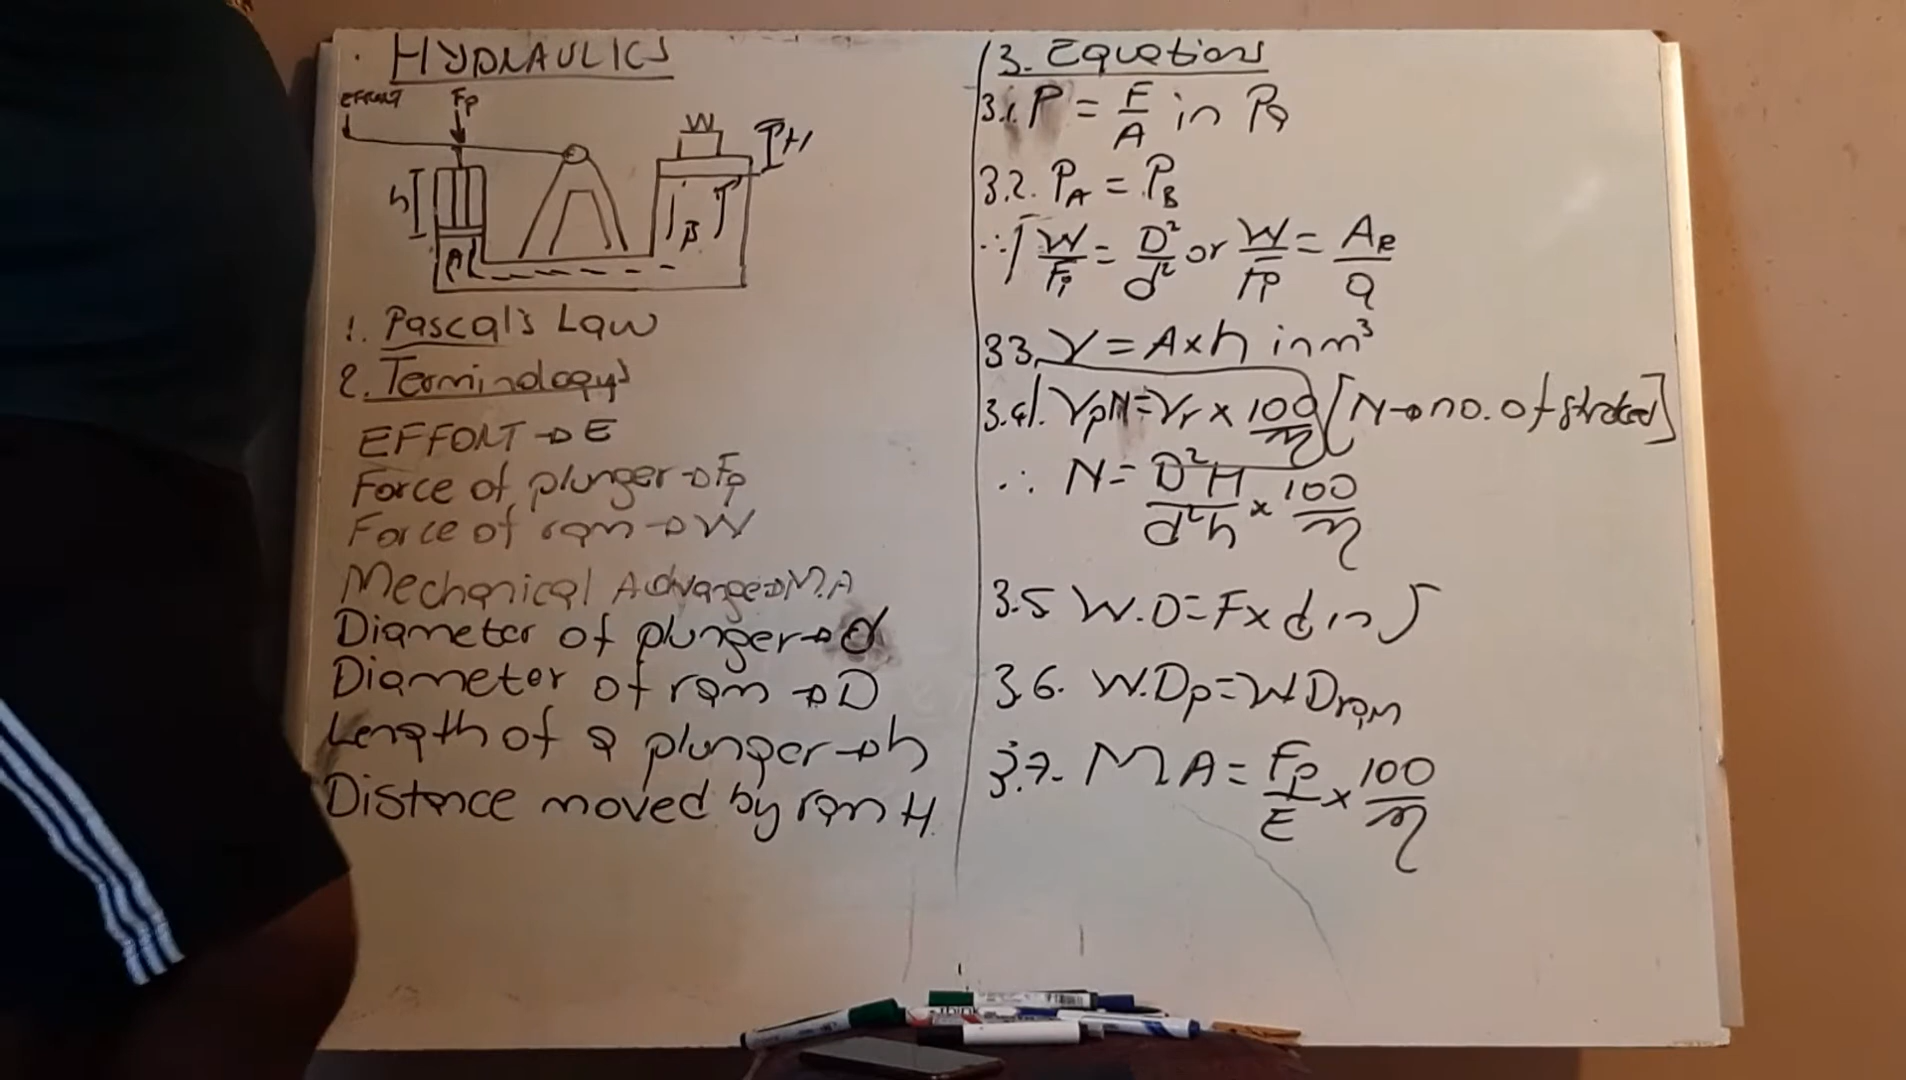 HYDRAULICS
EFFORT Fp
W H
h
A B
1. Pascal's Law
2. Terminology's
EFFORT → E
Force of plunger → Fp
Force of ram → W
Mechanical Advange → M.A
Diameter of plunger → d
Diameter of ram → D
Length of a plunger → h
Distance moved by ram H
3. Equations
3.1. P = F/A in Pa
3.2. PA = PB
∴ W/Fp = D²/d² or W/Fp = AR/a
3.3. V = A x h in m³
3.4. VpN = Vr x 100/η [N → no. of strokes]
∴ N = D²H/d²h x 100/η
3.5 W.D = F x d in J
3.6. W.Dp = WDram
3.7. MA = Fp/E x 100/η